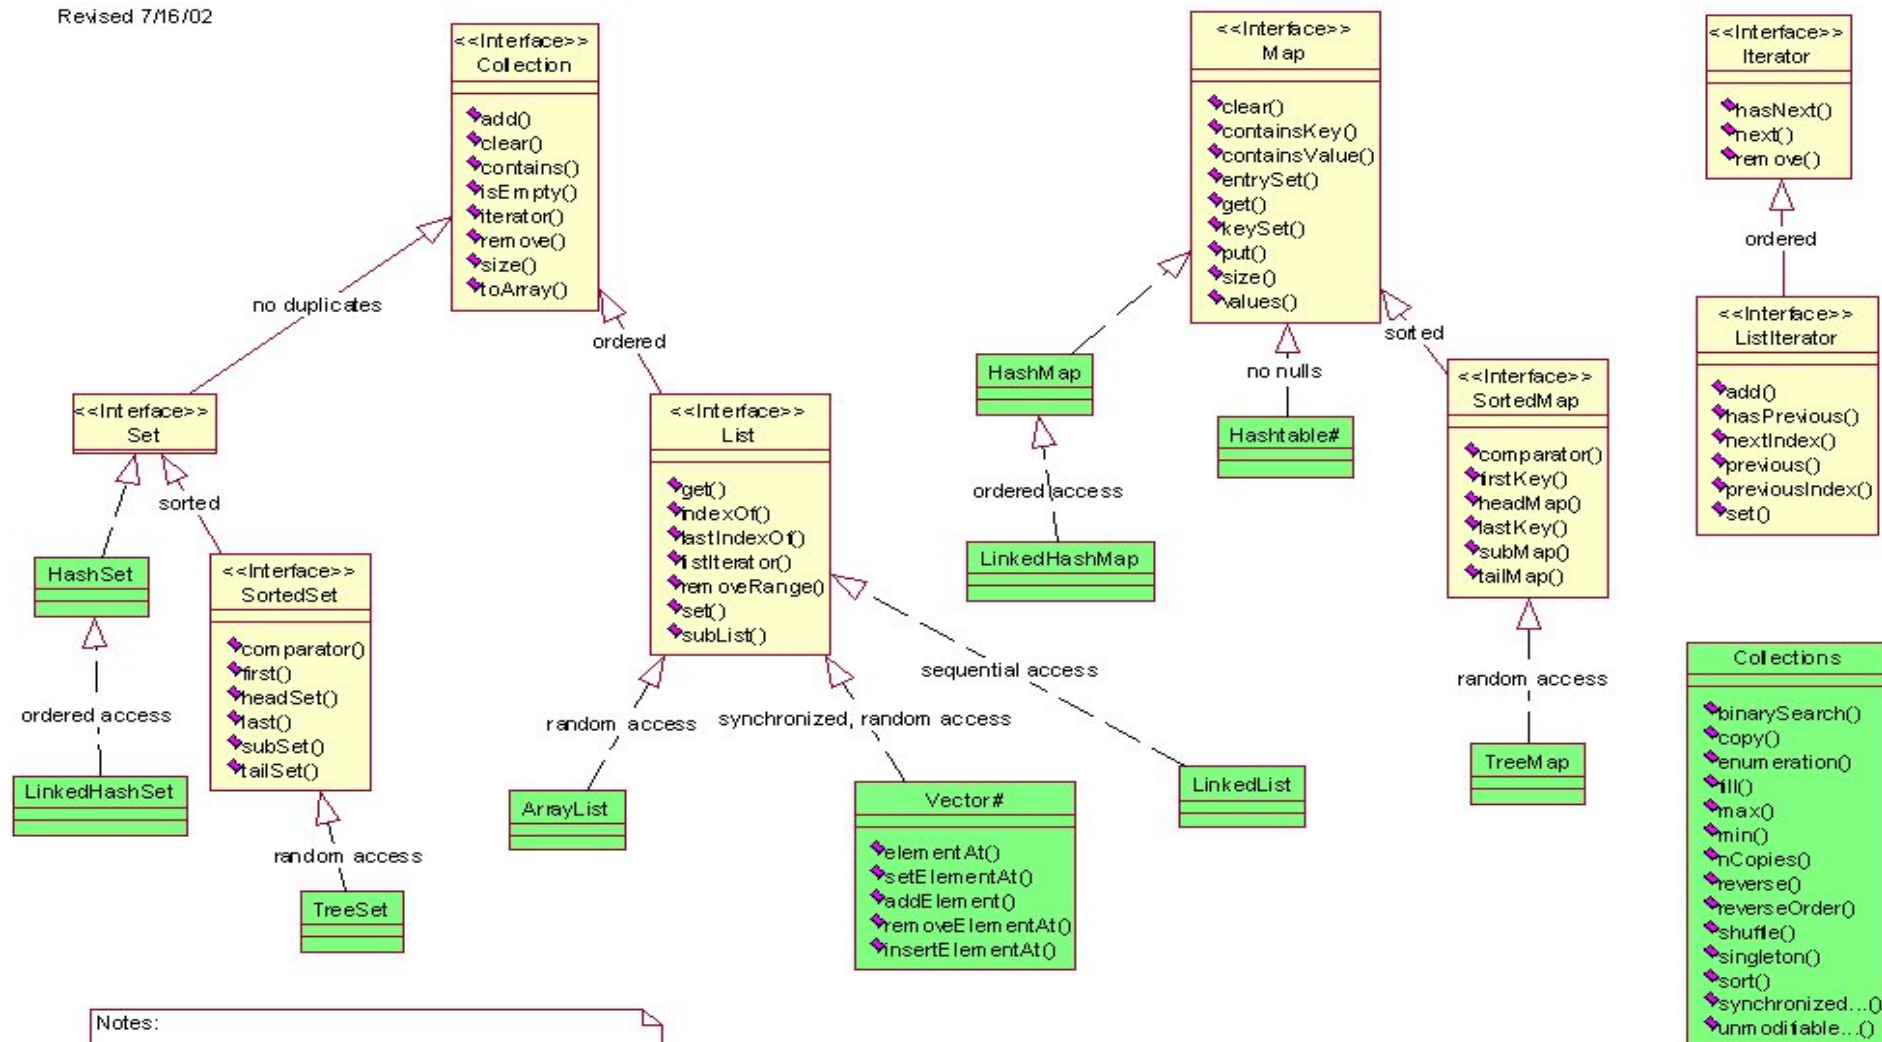 Revised 7/16/02
<<Interface>>
Collection
add()
clear()
contains()
isEmpty()
iterator()
remove()
size()
toArray()
<<Interface>>
Map
clear()
containsKey()
containsValue()
entrySet()
get()
keySet()
put()
size()
values()
<<Interface>>
Iterator
hasNext()
next()
remove()
no duplicates
ordered
sorted
ordered
<<Interface>>
Set
<<Interface>>
List
get()
indexOf()
lastIndexOf()
listIterator()
removeRange()
set()
subList()
HashMap
no nulls
Hashtable#
<<Interface>>
SortedMap
comparator()
firstKey()
headMap()
lastKey()
subMap()
tailMap()
<<Interface>>
ListIterator
add()
hasPrevious()
nextIndex()
previous()
previousIndex()
set()
sorted
ordered access
HashSet
<<Interface>>
SortedSet
comparator()
first()
headSet()
last()
subSet()
tailSet()
LinkedHashMap
ordered access
random access
synchronized, random access
sequential access
random access
LinkedHashSet
random access
TreeSet
ArrayList
Vector#
elementAt()
setElementAt()
addElement()
removeElementAt()
insertElementAt()
LinkedList
TreeMap
Collections
binarySearch()
copy()
enumeration()
fill()
max()
min()
nCopies()
reverse()
reverseOrder()
shuffle()
singleton()
sort()
synchronized...()
unmodifiable...()
Notes: